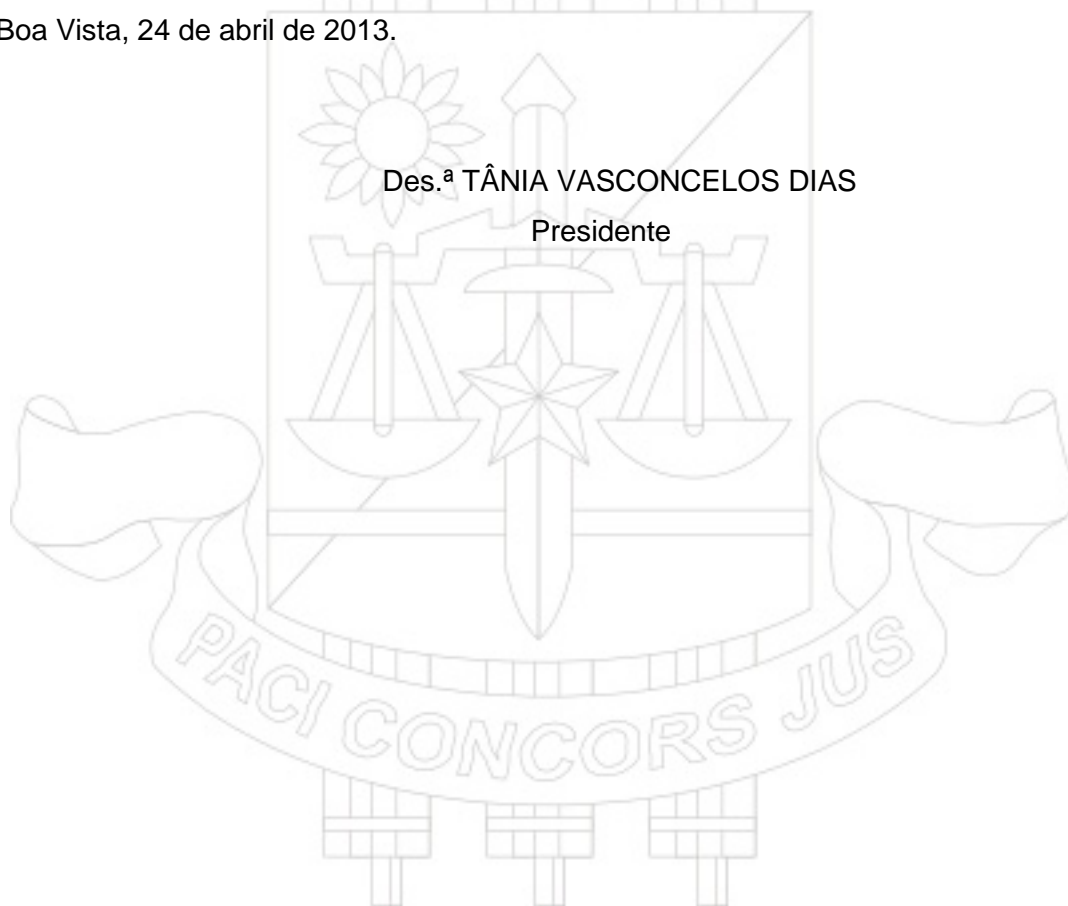 Boa Vista, 24 de abril de 2013.
Des.ª TÂNIA VASCONCELOS DIAS
Presidente
PACI CONCORS JUS